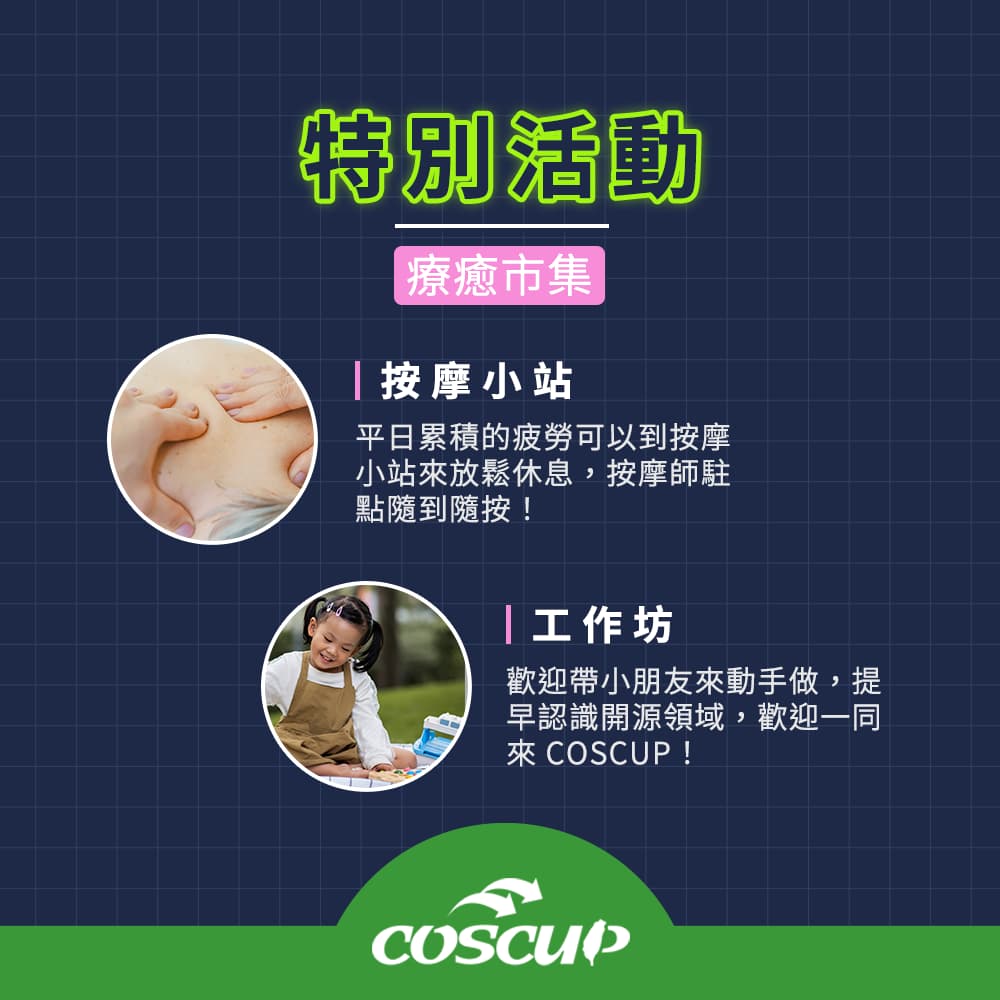 特別活動
療癒市集
按摩小站
平日累積的疲勞可以到按摩
小站來放鬆休息，按摩師駐
點隨到隨按！
工作坊
歡迎帶小朋友來動手做，提
早認識開源領域，歡迎一同
來 COSCUP！
COSCUP